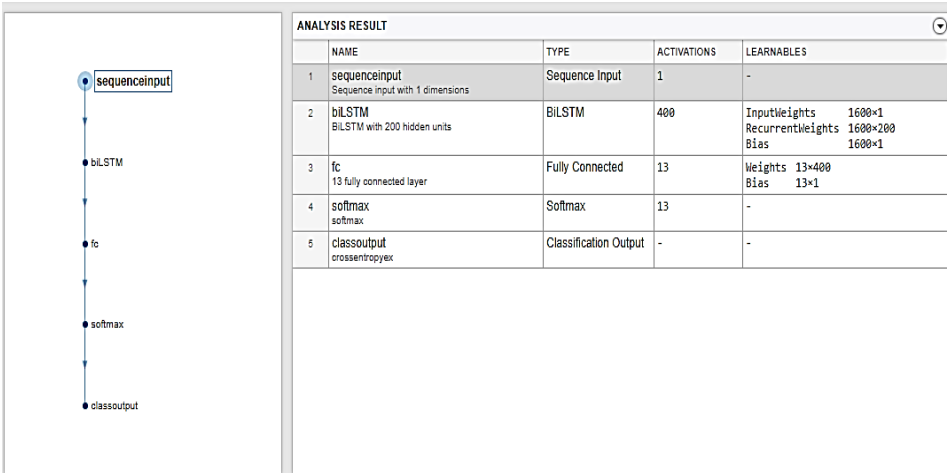 sequenceinput
biLSTM
fc
softmax
classoutput
ANALYSIS RESULT
NAME TYPE ACTIVATIONS LEARNABLES
1 sequenceinput Sequence Input 1 -
Sequence input with 1 dimensions
2 biLSTM BiLSTM 400 InputWeights 1600×1
BiLSTM with 200 hidden units RecurrentWeights 1600×200
Bias 1600×1
3 fc Fully Connected 13 Weights 13×400
13 fully connected layer Bias 13×1
4 softmax Softmax 13 -
softmax
5 classoutput Classification Output - -
crossentropyex